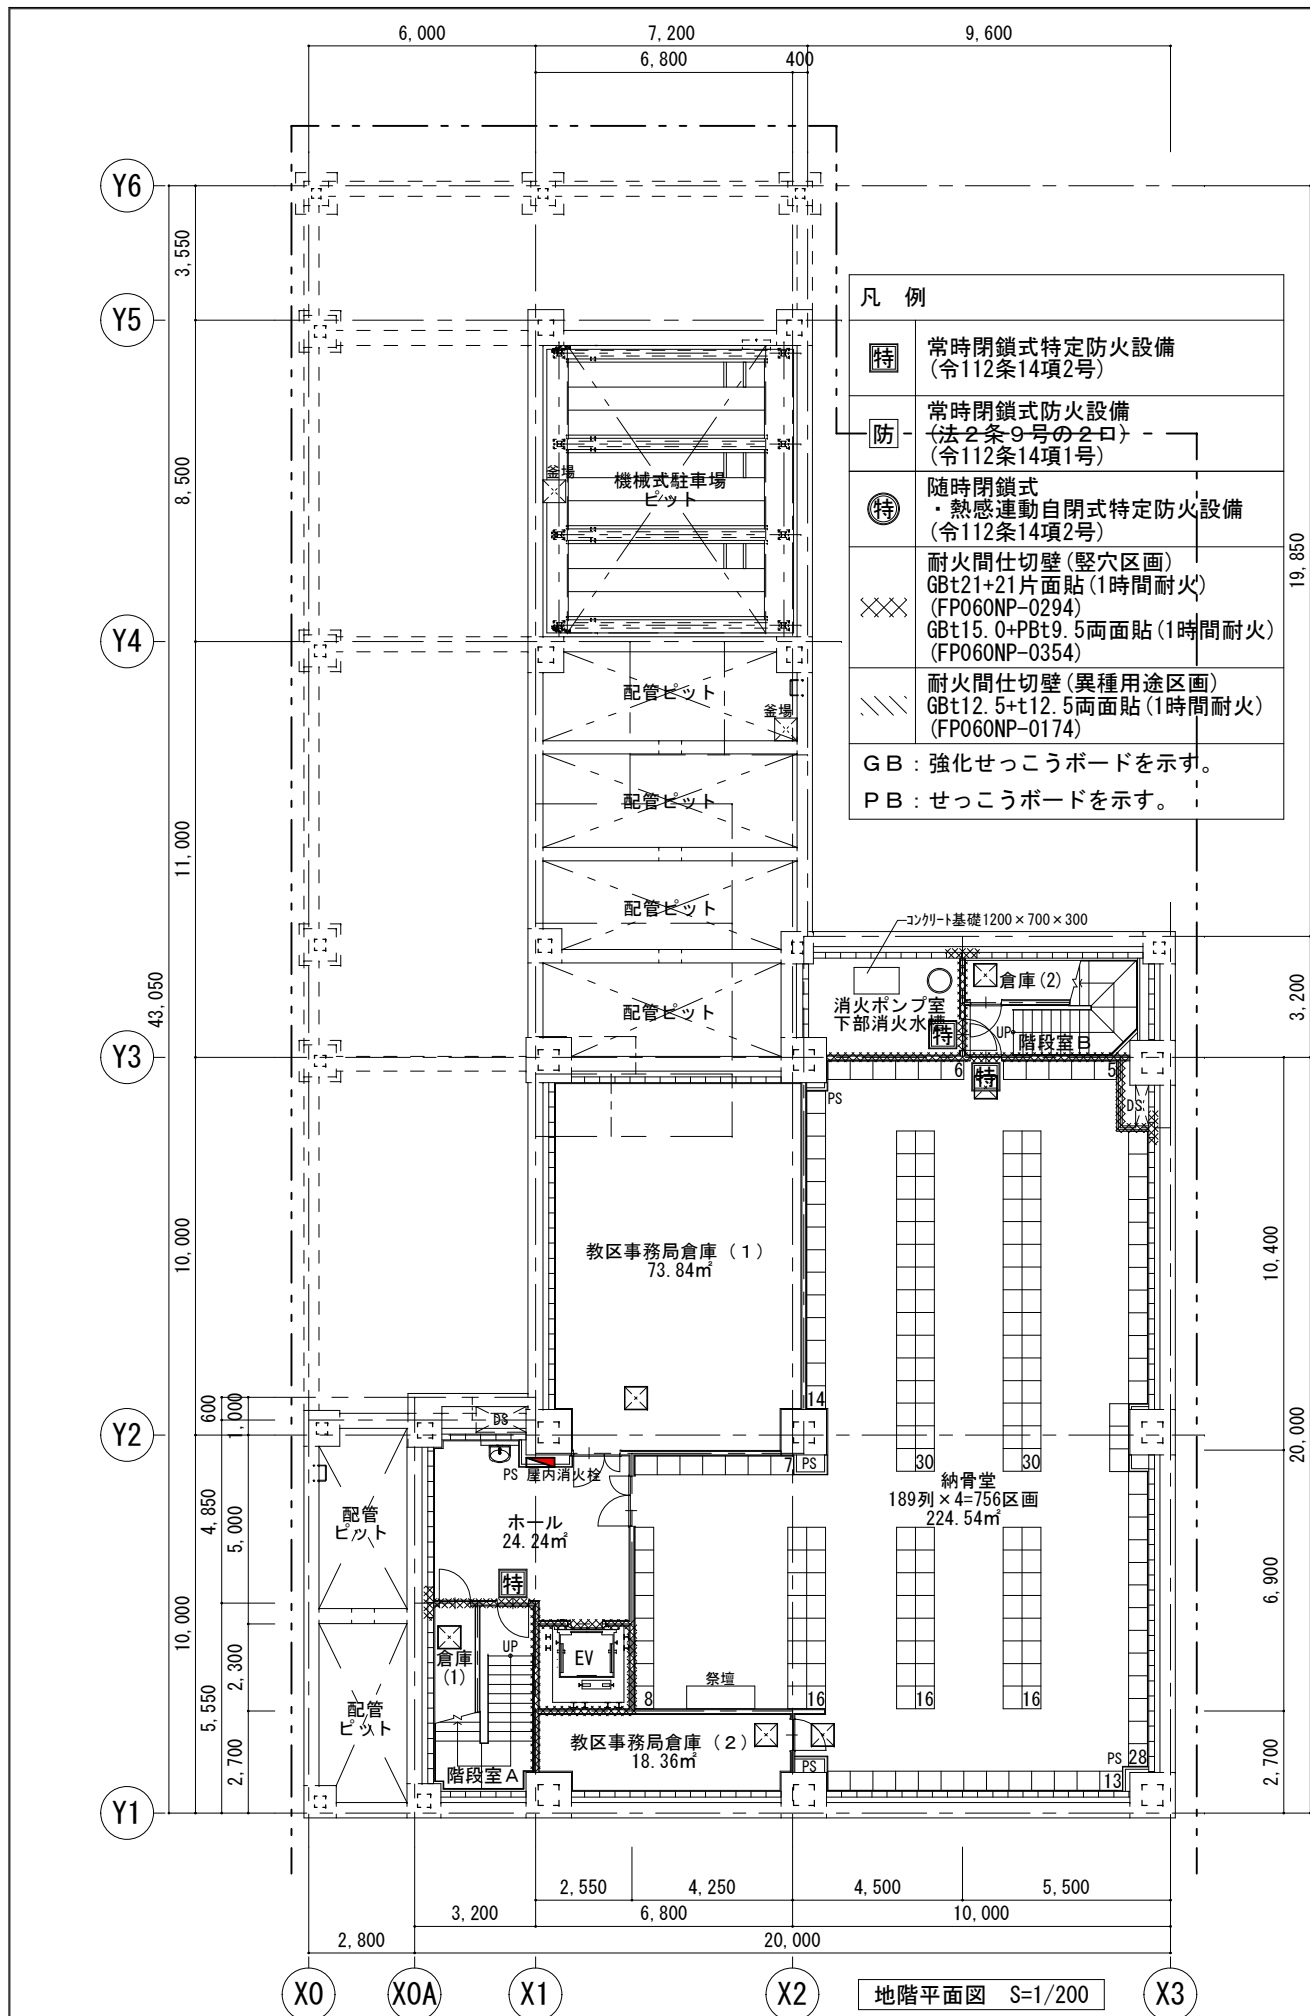 6,000
7,200
9,600
6,800
400
Y6
3,550
Y5
凡 例
特
常時閉鎖式特定防火設備
(令112条14項2号)
防
常時閉鎖式防火設備
(法2条9号の2ロ)
(令112条14項1号)
特
随時閉鎖式
・熱感連動自閉式特定防火設備
(令112条14項2号)
耐火間仕切壁(竪穴区画)
GBt21+21片面貼(1時間耐火)
(FP060NP-0294)
GBt15.0+PBt9.5両面貼(1時間耐火)
(FP060NP-0354)
耐火間仕切壁(異種用途区画)
GBt12.5+t12.5両面貼(1時間耐火)
(FP060NP-0174)
GB:強化せっこうボードを示す。
PB:せっこうボードを示す。
8,500
釜場
機械式駐車場
ピット
19,850
Y4
配管ピット
釜場
配管ピット
11,000
配管ピット
コンクリート基礎1200×700×300
43,050
配管ピット
消火ポンプ室
下部消火水槽
特
倉庫(2)
UP
階段室B
3,200
Y3
6
特
5
PS
DS
10,000
教区事務局倉庫(1)
73.84㎡
10,400
14
600
1,000
Y2
DS
PS 屋内消火栓
7
PS
30
30
20,000
納骨堂
189列×4=756区画
224.54㎡
4,850
5,000
配管
ピット
ホール
24.24㎡
特
6,900
10,000
5,550
2,300
倉庫
(1)
UP
EV
配管
ピット
祭壇
8
16
16
16
2,700
教区事務局倉庫(2)
18.36㎡
階段室A
PS
PS 28
13
2,700
Y1
2,550
4,250
4,500
5,500
3,200
6,800
10,000
2,800
20,000
X0
X0A
X1
X2
地階平面図 S=1/200
X3